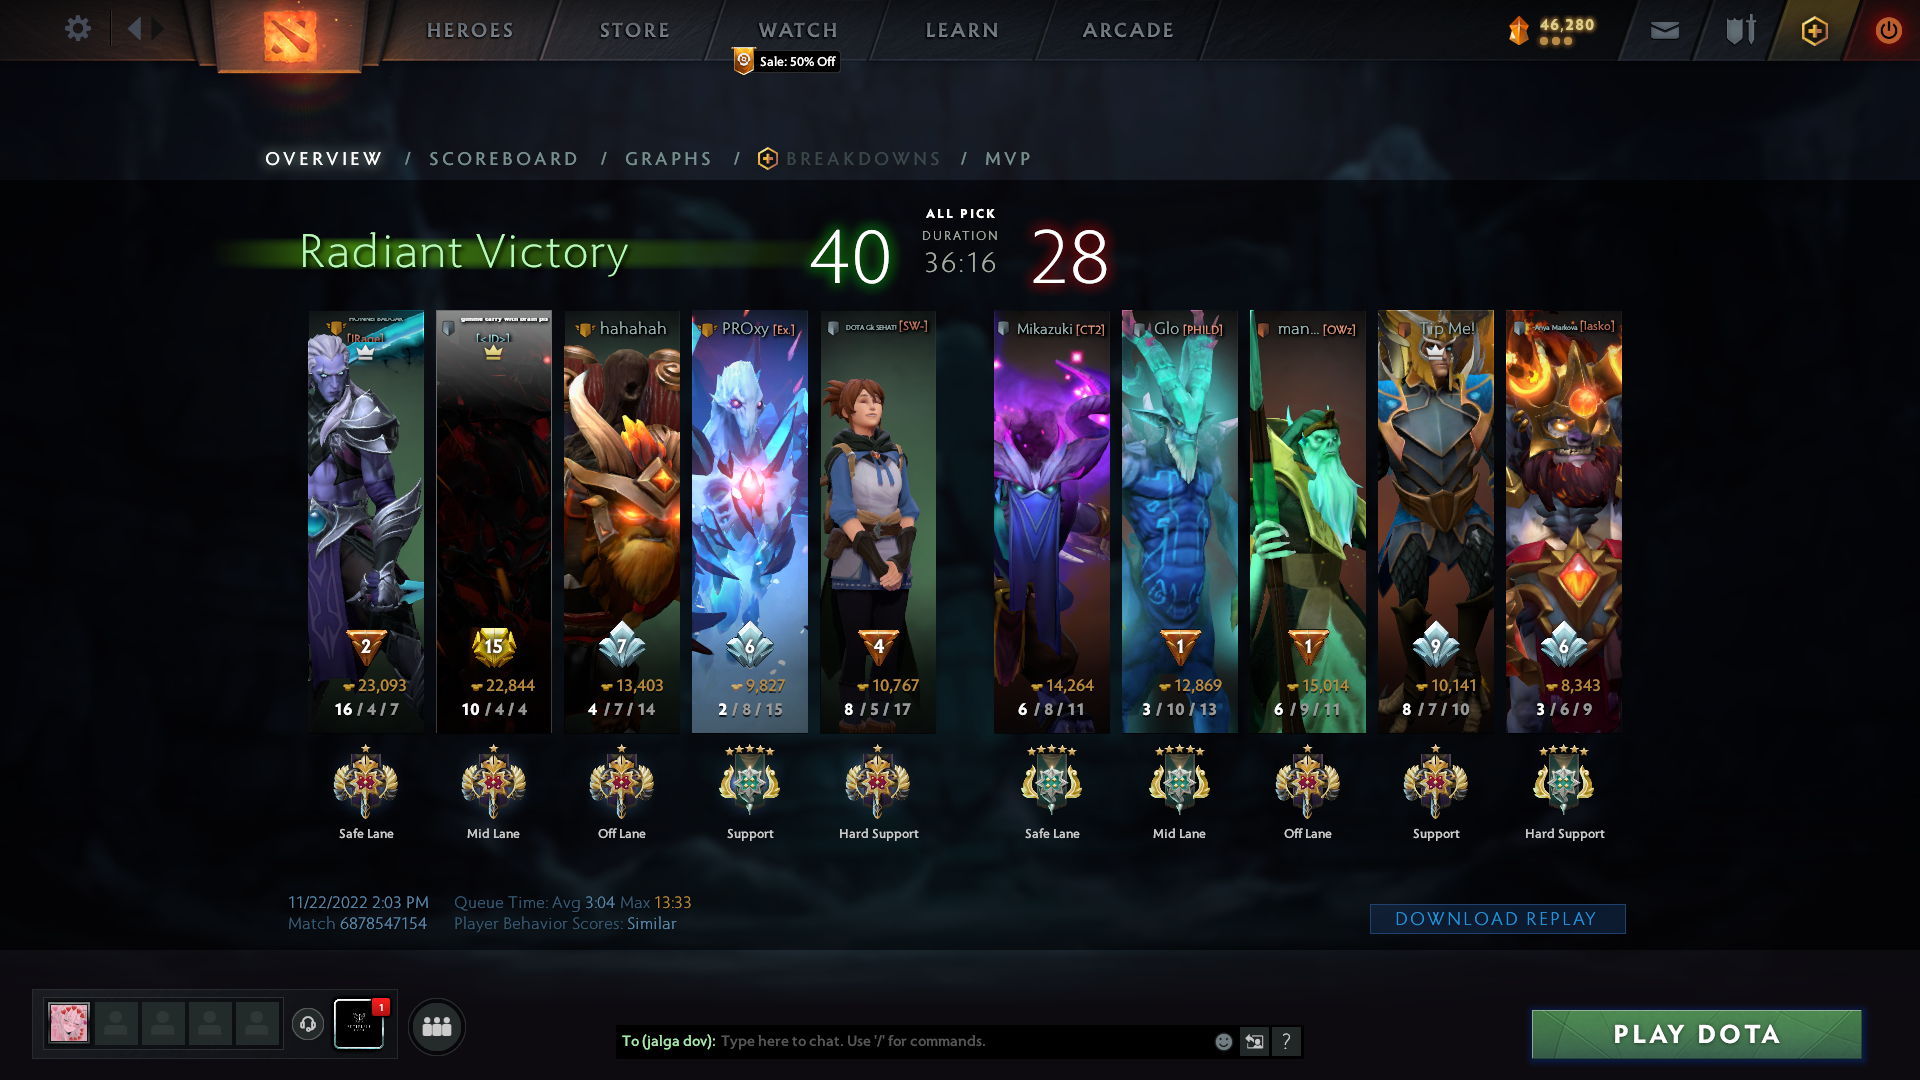 HEROES
STORE
WATCH
LEARN
ARCADE
46,280
Sale: 50% Off
OVERVIEW / SCOREBOARD / GRAPHS / BREAKDOWNS / MVP
Radiant Victory
40
ALL PICK
DURATION
36:16
28
gimme carry with brain pls
[<JD>]
hahahah
PROxy [Ex.]
DOTA Gk SEHAT! [SW-]
Mikazuki [CT2]
Glo [PHILD]
man... [OWz]
Tip Me!
Anya Markova [lasko]
2 15 7 6 4 1 1 9 6
23,093 22,844 13,403 9,827 10,767 14,264 12,869 15,014 10,141 8,343
16 / 4 / 7 10 / 4 / 4 4 / 7 / 14 2 / 8 / 15 8 / 5 / 17 6 / 8 / 11 3 / 10 / 13 6 / 9 / 11 8 / 7 / 10 3 / 6 / 9
Safe Lane Mid Lane Off Lane Support Hard Support Safe Lane Mid Lane Off Lane Support Hard Support
11/22/2022 2:03 PM Queue Time: Avg 3:04 Max 13:33
Match 6878547154 Player Behavior Scores: Similar
DOWNLOAD REPLAY
1
To (jalga dov): Type here to chat. Use '/' for commands.
?
PLAY DOTA